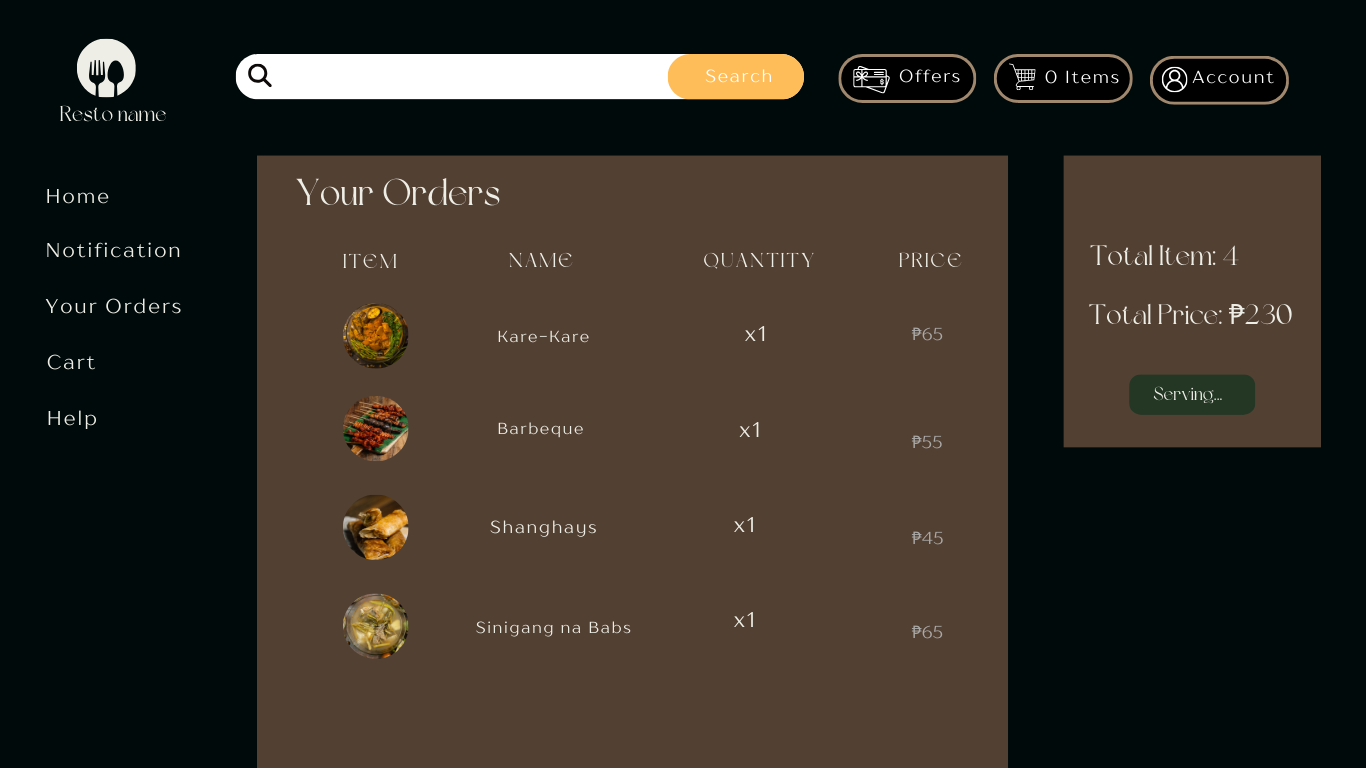 Resto name
Search
Offers
0 Items
Account
Home
Notification
Your Orders
Cart
Help
Your Orders
ITEM NAME QUANTITY PRICE
Kare-Kare x1 ₱65
Barbeque x1 ₱55
Shanghays x1 ₱45
Sinigang na Babs x1 ₱65
Total Item: 4
Total Price: ₱230
Serving...